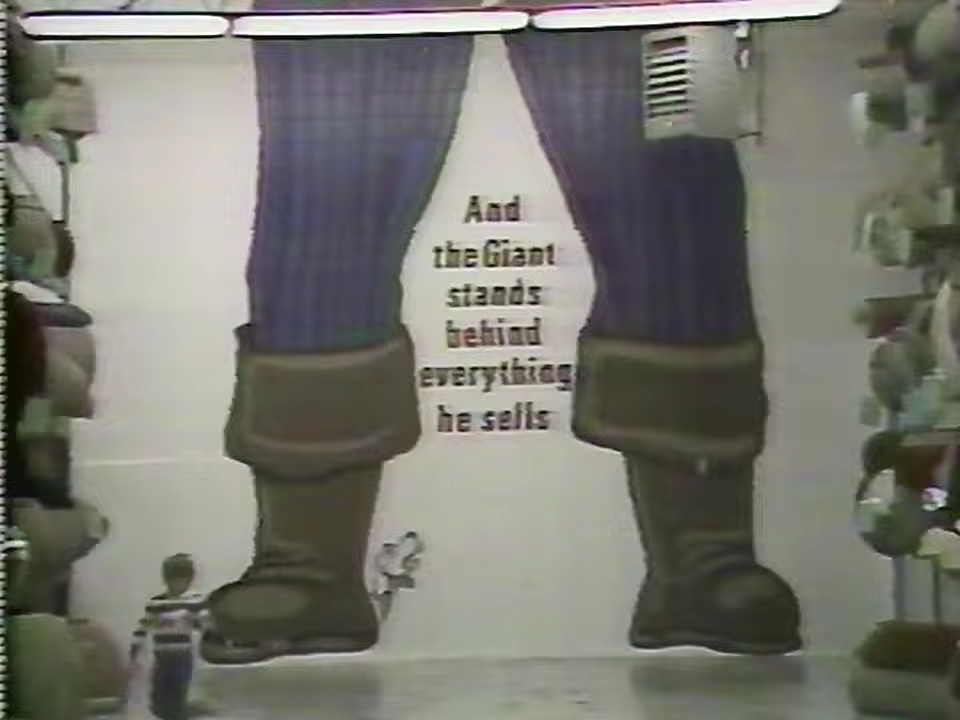 And
the Giant
stands
behind
everything
he sells